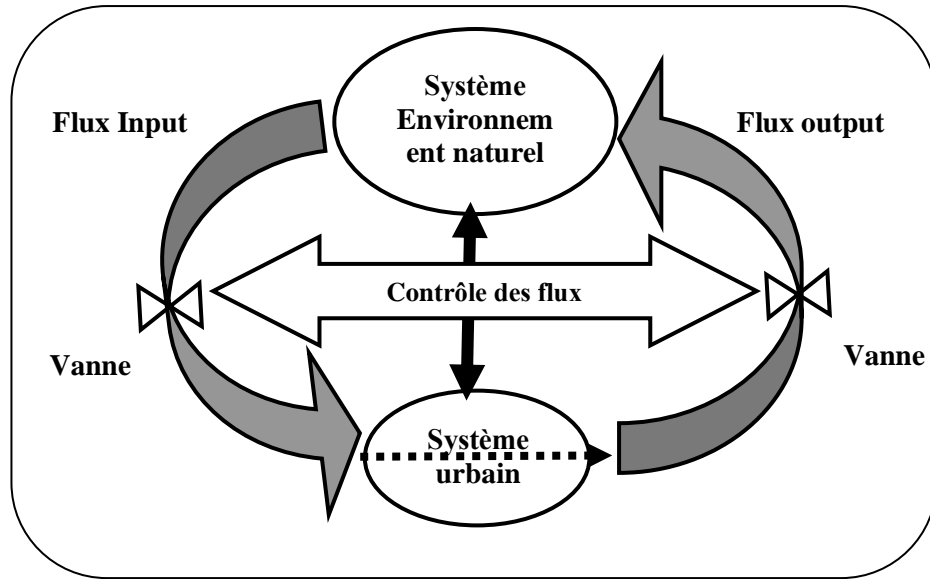 Système
Environnem
ent naturel
Flux Input
Flux output
Contrôle des flux
Vanne
Vanne
Système
urbain